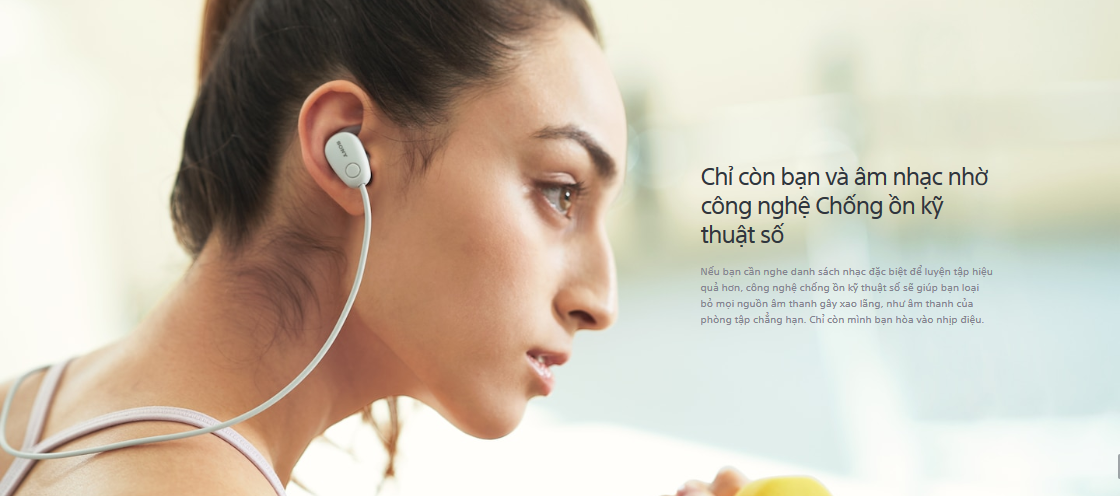 SONY
Chỉ còn bạn và âm nhạc nhờ
công nghệ Chống ồn kỹ
thuật số
Nếu bạn cần nghe danh sách nhạc đặc biệt để luyện tập hiệu
quả hơn, công nghệ chống ồn kỹ thuật số sẽ giúp bạn loại
bỏ mọi nguồn âm thanh gây xao lãng, như âm thanh của
phòng tập chẳng hạn. Chỉ còn mình bạn hòa vào nhịp điệu.